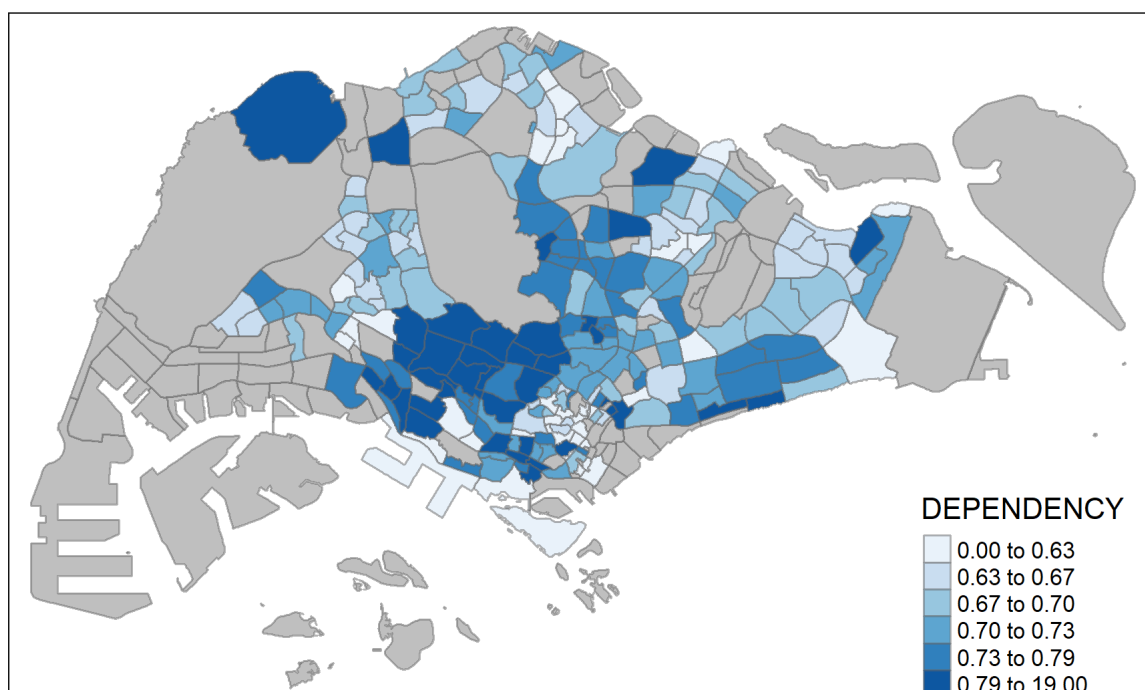 DEPENDENCY
0.00 to 0.63
0.63 to 0.67
0.67 to 0.70
0.70 to 0.73
0.73 to 0.79
0.79 to 19.00